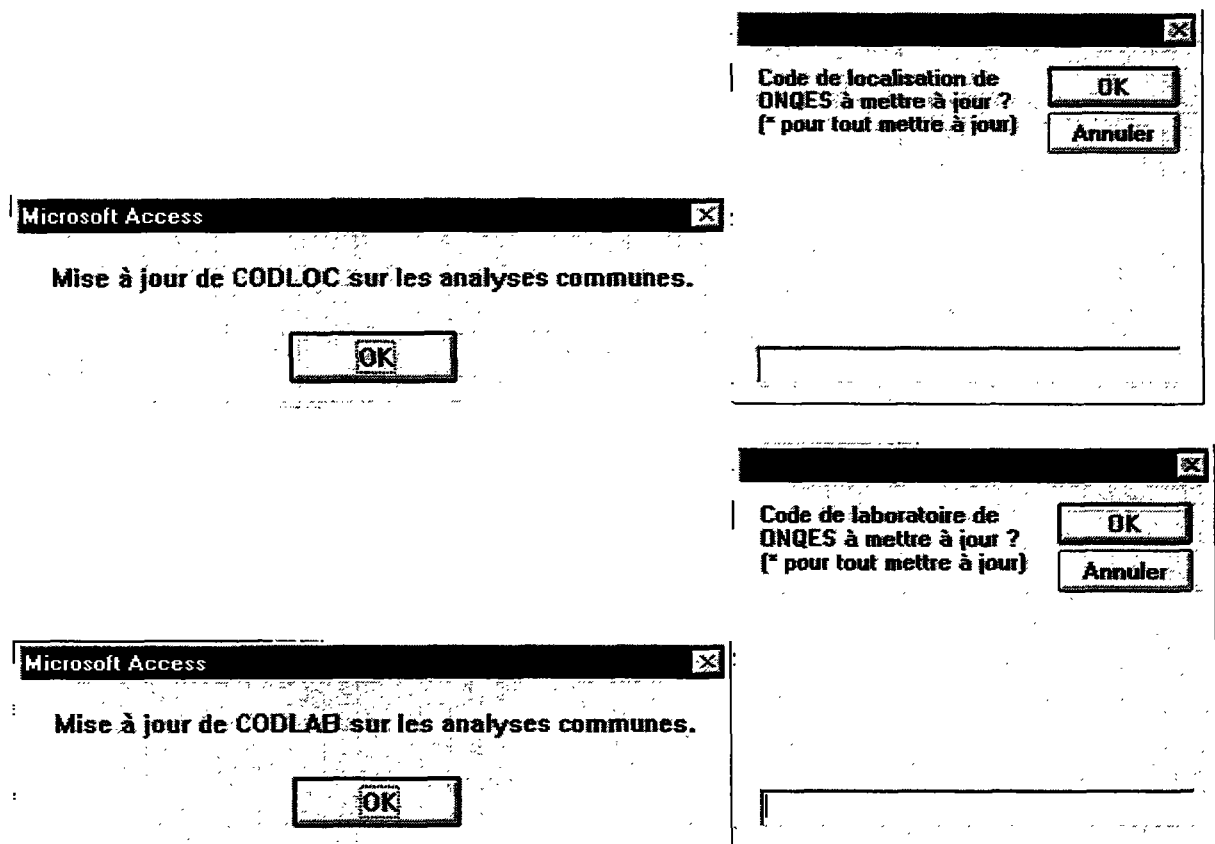 Code de localisation de
ONQES à mettre à jour ?
(* pour tout mettre à jour)
OK
Annuler
Microsoft Access
Mise à jour de CODLOC sur les analyses communes.
OK
Code de laboratoire de
ONQES à mettre à jour ?
(* pour tout mettre à jour)
OK
Annuler
Microsoft Access
Mise à jour de CODLAB sur les analyses communes.
OK